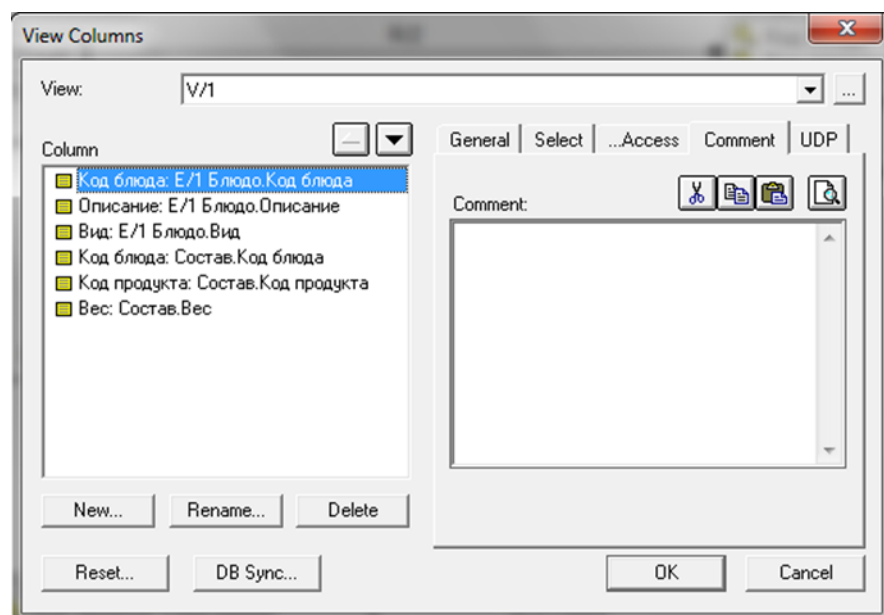 View Columns
View:
V/1
...
Column
General Select ...Access Comment UDP
Код блюда: E/1 Блюдо.Код блюда
Описание: E/1 Блюдо.Описание
Вид: E/1 Блюдо.Вид
Код блюда: Состав.Код блюда
Код продукта: Состав.Код продукта
Вес: Состав.Вес
Comment:
New... Rename... Delete
Reset... DB Sync... OK Cancel